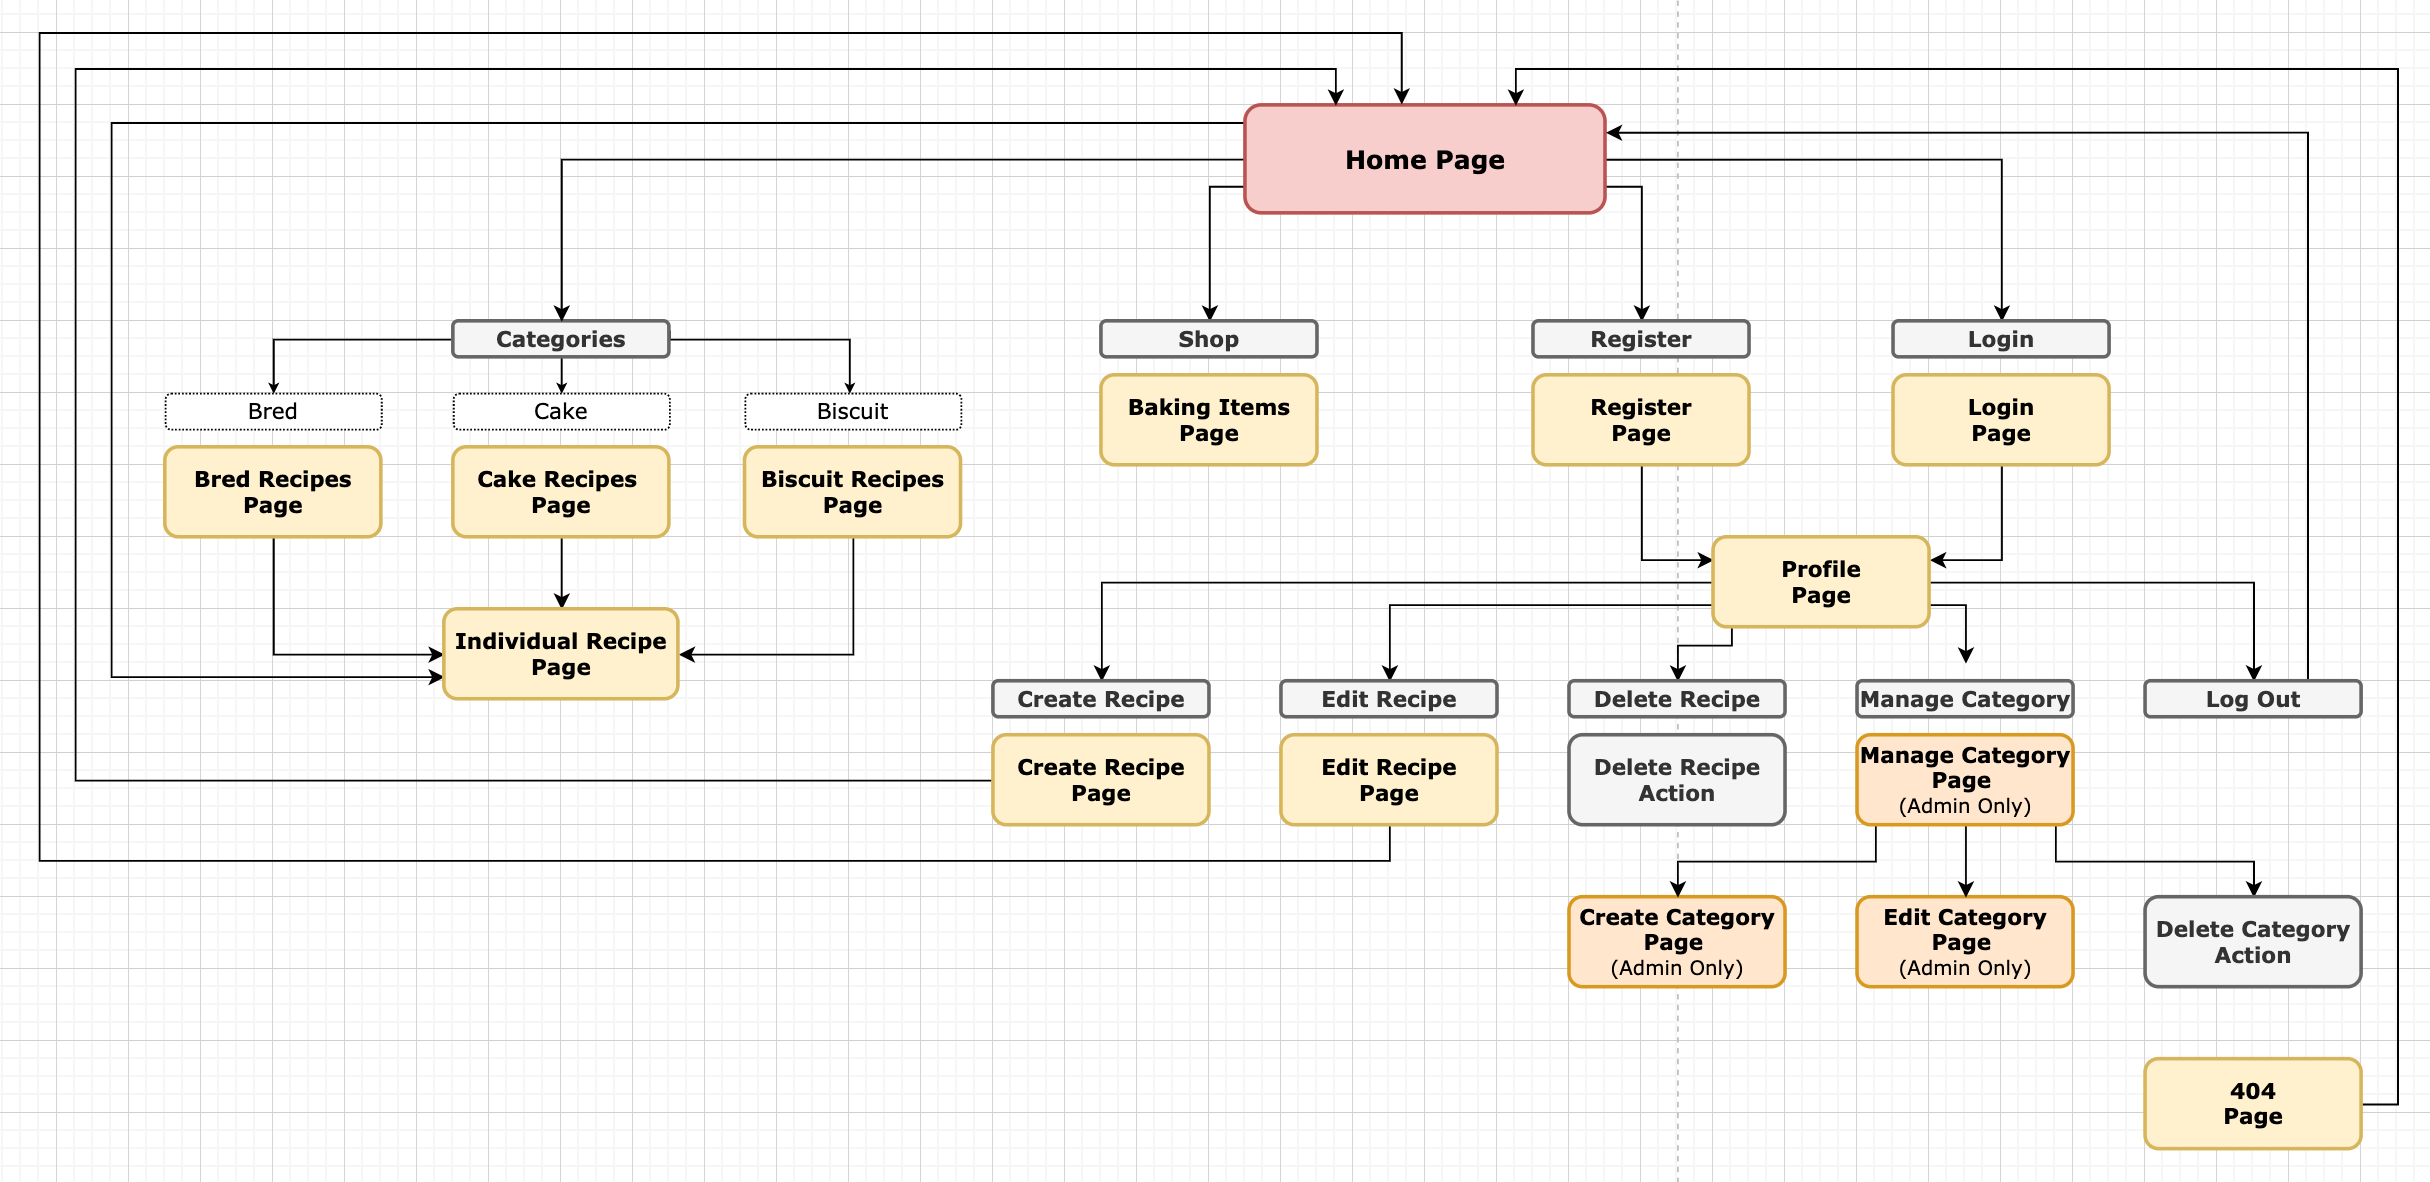 Home Page
Categories
Shop
Register
Login
Bred
Cake
Biscuit
Baking Items
Page
Register
Page
Login
Page
Bred Recipes
Page
Cake Recipes
Page
Biscuit Recipes
Page
Profile
Page
Individual Recipe
Page
Create Recipe
Edit Recipe
Delete Recipe
Manage Category
Log Out
Create Recipe
Page
Edit Recipe
Page
Delete Recipe
Action
Manage Category
Page
(Admin Only)
Create Category
Page
(Admin Only)
Edit Category
Page
(Admin Only)
Delete Category
Action
404
Page